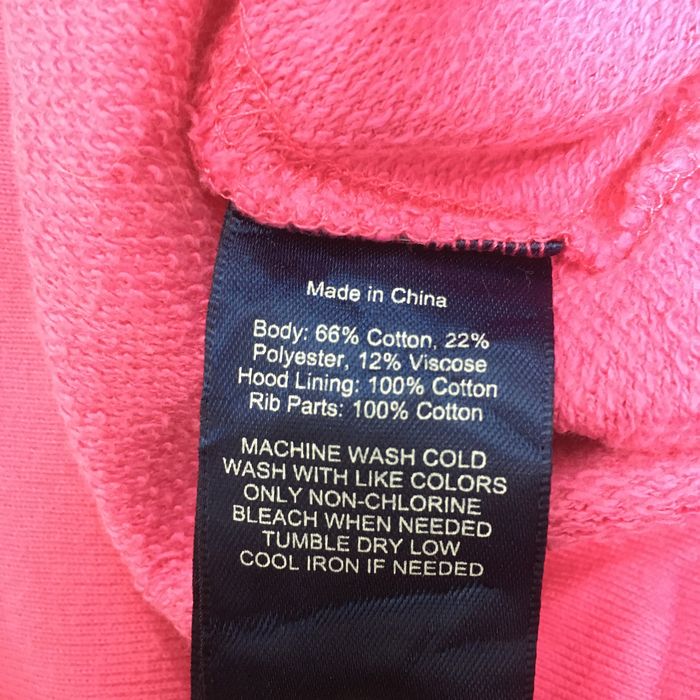 Made in China
Body: 66% Cotton, 22%
Polyester, 12% Viscose
Hood Lining: 100% Cotton
Rib Parts: 100% Cotton
MACHINE WASH COLD
WASH WITH LIKE COLORS
ONLY NON-CHLORINE
BLEACH WHEN NEEDED
TUMBLE DRY LOW
COOL IRON IF NEEDED